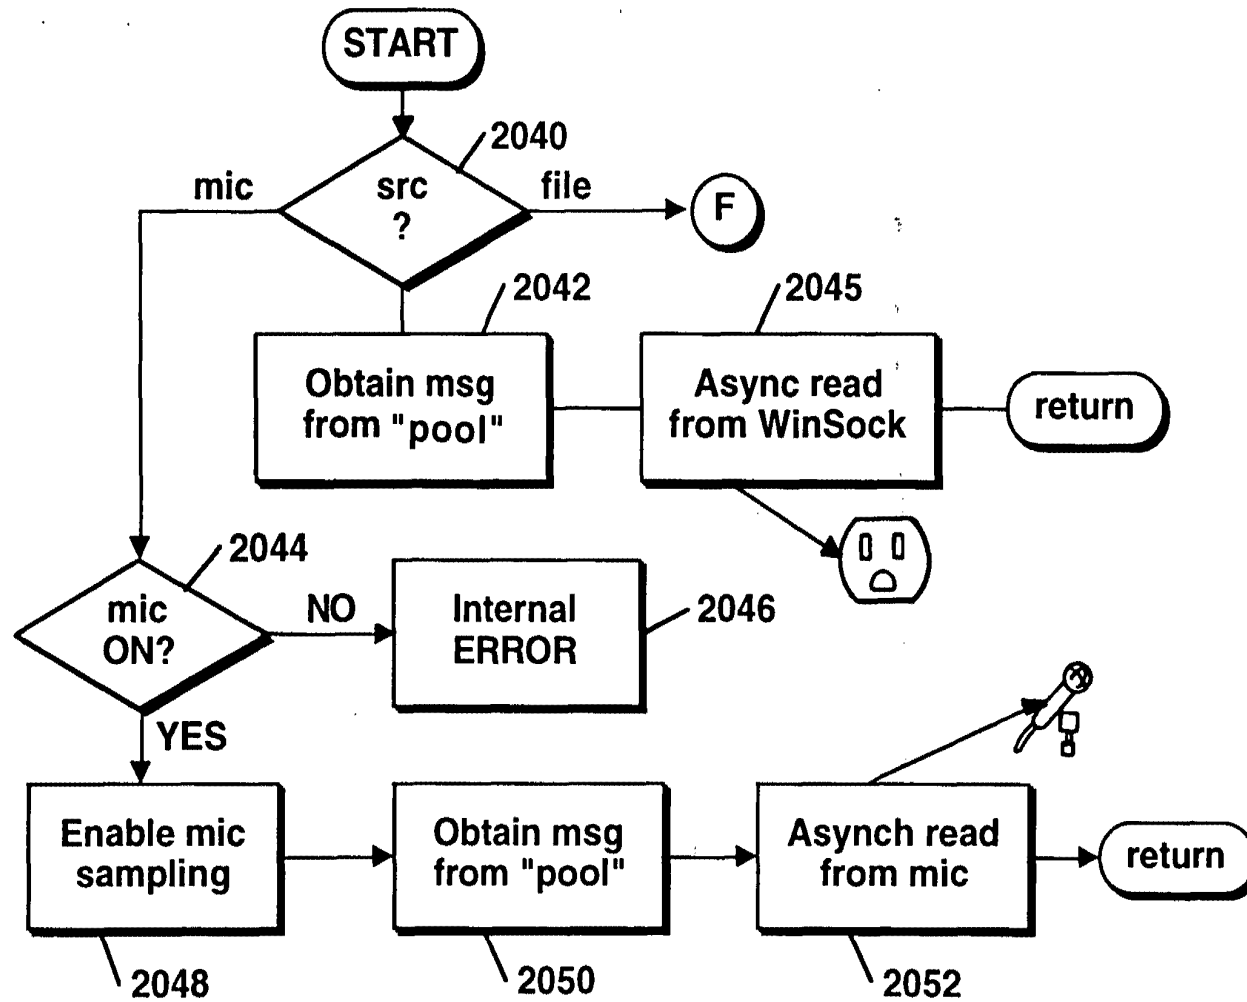 START
2040
mic
src
?
file
F
2042
2045
Obtain msg
from "pool"
Async read
from WinSock
return
2044
mic
ON?
NO
Internal
ERROR
2046
YES
Enable mic
sampling
Obtain msg
from "pool"
Asynch read
from mic
return
2048
2050
2052